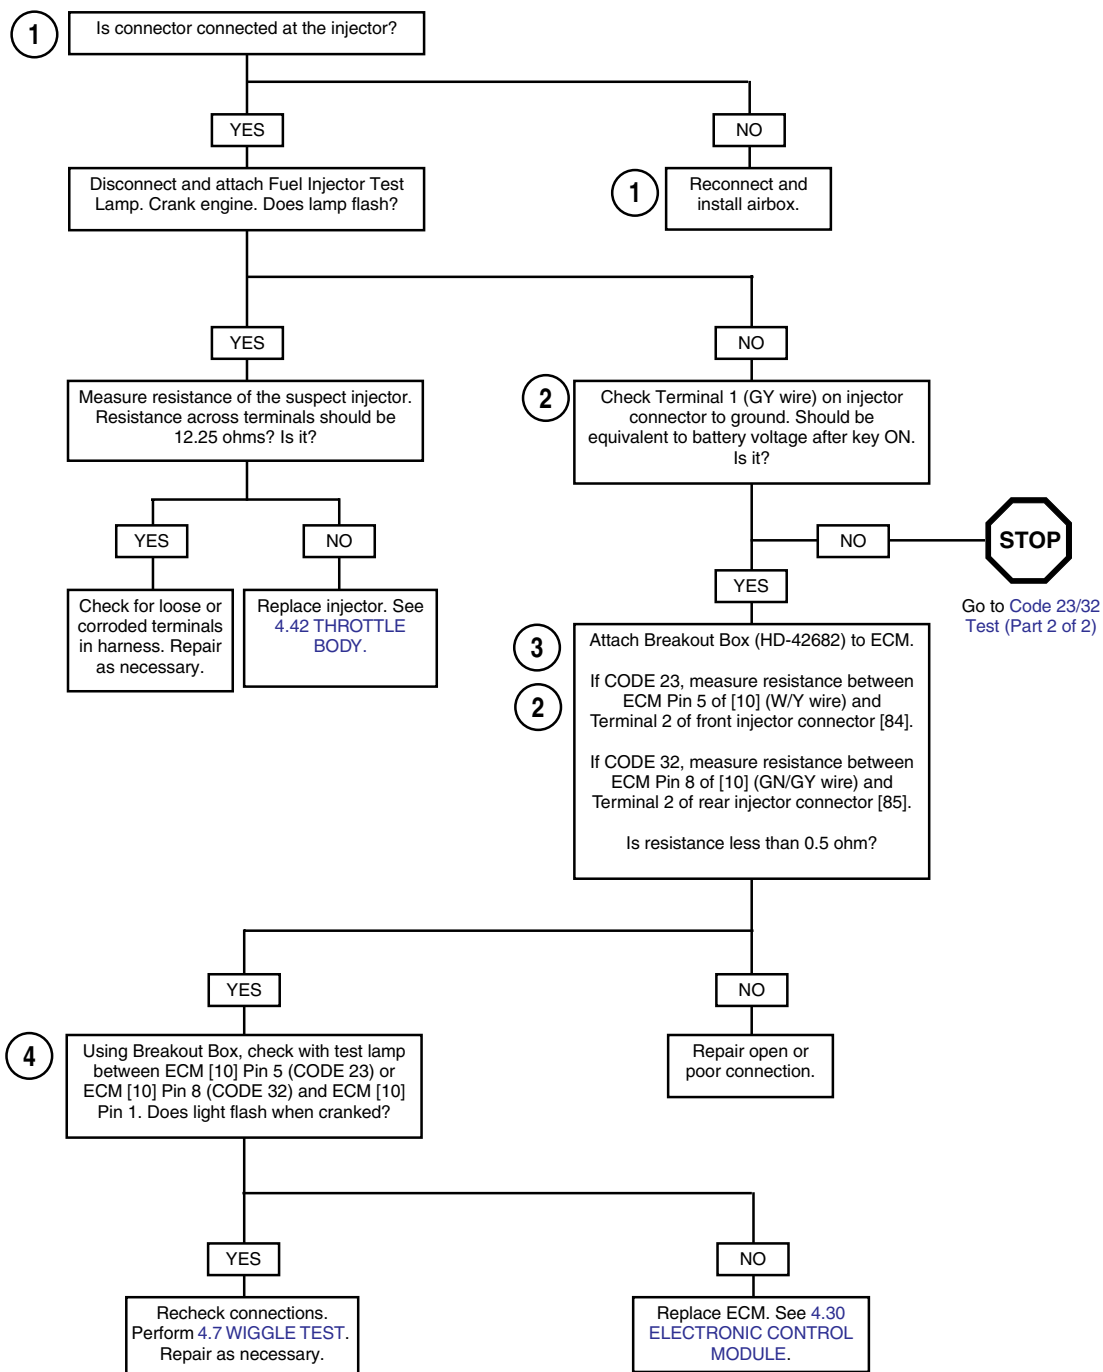 1
Is connector connected at the injector?
YES
NO
Disconnect and attach Fuel Injector Test
Lamp. Crank engine. Does lamp flash?
1
Reconnect and
install airbox.
YES
NO
Measure resistance of the suspect injector.
Resistance across terminals should be
12.25 ohms? Is it?
2
Check Terminal 1 (GY wire) on injector
connector to ground. Should be
equivalent to battery voltage after key ON.
Is it?
YES
NO
NO
STOP
YES
Check for loose or
corroded terminals
in harness. Repair
as necessary.
Replace injector. See
4.42 THROTTLE
BODY.
Go to Code 23/32
Test (Part 2 of 2)
3
2
Attach Breakout Box (HD-42682) to ECM.
If CODE 23, measure resistance between
ECM Pin 5 of [10] (W/Y wire) and
Terminal 2 of front injector connector [84].
If CODE 32, measure resistance between
ECM Pin 8 of [10] (GN/GY wire) and
Terminal 2 of rear injector connector [85].
Is resistance less than 0.5 ohm?
YES
NO
4
Using Breakout Box, check with test lamp
between ECM [10] Pin 5 (CODE 23) or
ECM [10] Pin 8 (CODE 32) and ECM [10]
Pin 1. Does light flash when cranked?
Repair open or
poor connection.
YES
NO
Recheck connections.
Perform 4.7 WIGGLE TEST.
Repair as necessary.
Replace ECM. See 4.30
ELECTRONIC CONTROL
MODULE.